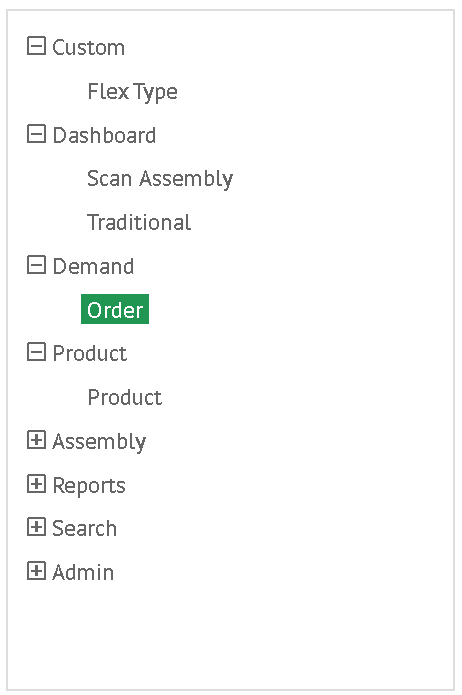 Custom
Flex Type
Dashboard
Scan Assembly
Traditional
Demand
Order
Product
Product
Assembly
Reports
Search
Admin